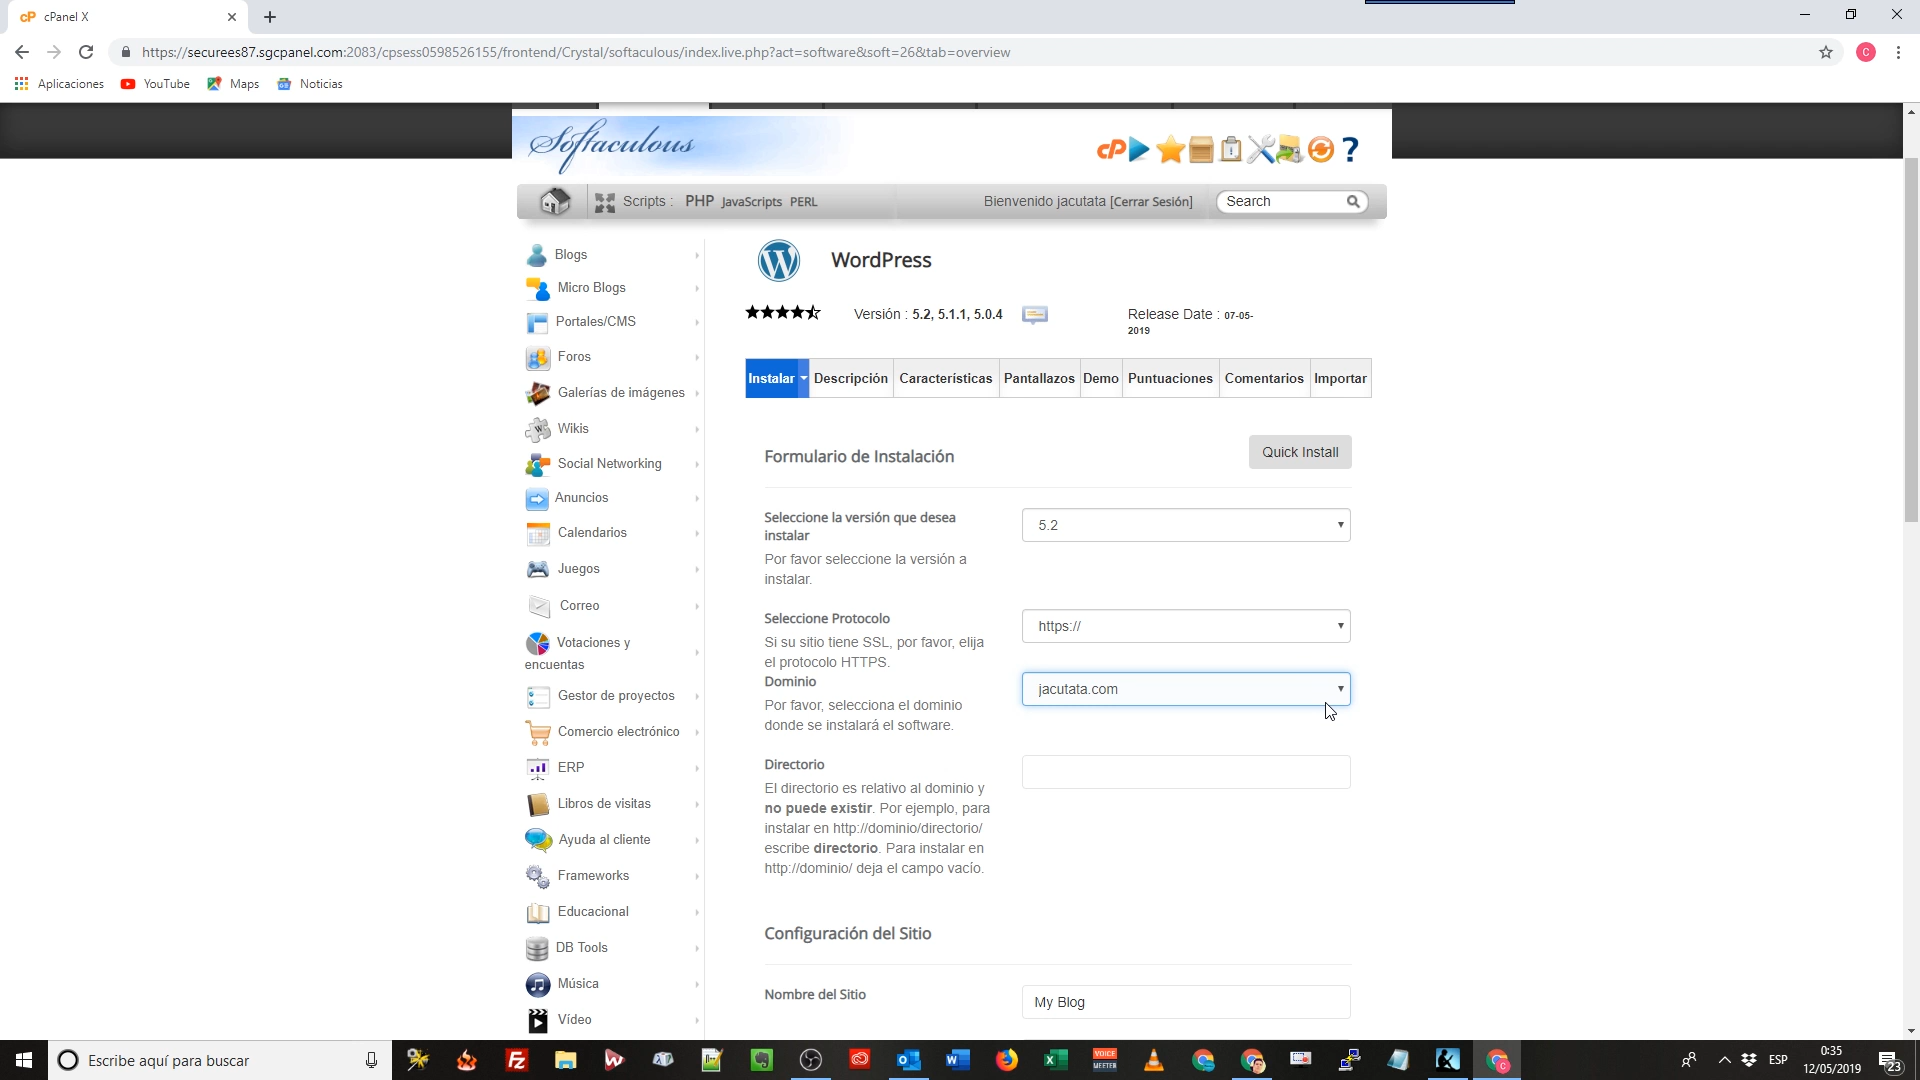 cPanel X
https://securees87.sgcpanel.com:2083/cpsess0598526155/frontend/Crystal/softaculous/index.live.php?act=software&soft=26&tab=overview
C
Aplicaciones YouTube Maps Noticias
Softaculous
cP ?
Scripts : PHP JavaScripts PERL Bienvenido jacutata [Cerrar Sesión] Search
Blogs
Micro Blogs
Portales/CMS
Foros
Galerías de imágenes
Wikis
Social Networking
Anuncios
Calendarios
Juegos
Correo
Votaciones y
encuentas
Gestor de proyectos
Comercio electrónico
ERP
Libros de visitas
Ayuda al cliente
Frameworks
Educacional
DB Tools
Música
Vídeo
WordPress
Versión : 5.2, 5.1.1, 5.0.4
Release Date : 07-05-
2019
Instalar Descripción Características Pantallazos Demo Puntuaciones Comentarios Importar
Formulario de Instalación
Quick Install
Seleccione la versión que desea
instalar
Por favor seleccione la versión a
instalar.
5.2
Seleccione Protocolo
Si su sitio tiene SSL, por favor, elija
el protocolo HTTPS.
https://
Dominio
Por favor, selecciona el dominio
donde se instalará el software.
jacutata.com
Directorio
El directorio es relativo al dominio y
no puede existir. Por ejemplo, para
instalar en http://dominio/directorio/
escribe directorio. Para instalar en
http://dominio/ deja el campo vacío.
Configuración del Sitio
Nombre del Sitio
My Blog
Escribe aquí para buscar
VOICE
MEETER
ESP
0:35
12/05/2019
23